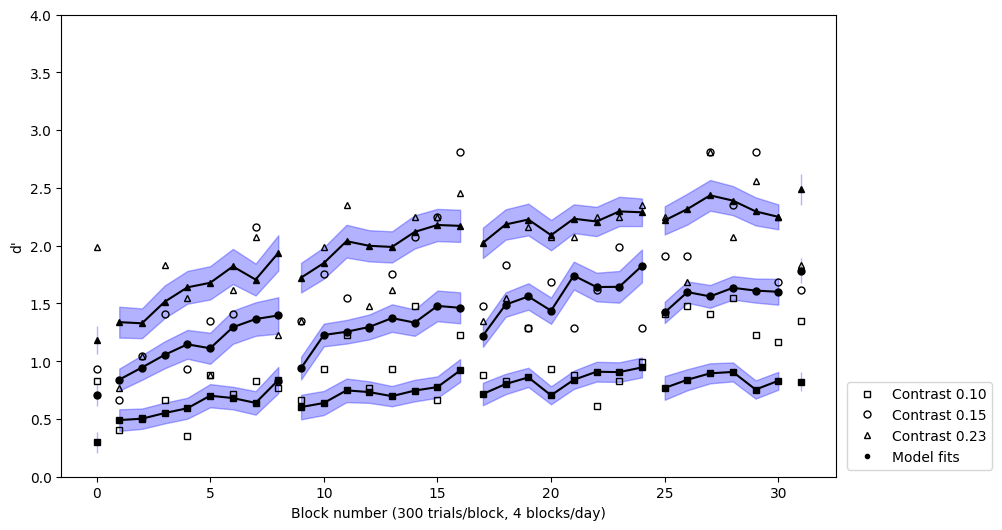 4.0
3.5
3.0
2.5
2.0
1.5
1.0
0.5
0.0
d'
0 5 10 15 20 25 30
Block number (300 trials/block, 4 blocks/day)
Contrast 0.10
Contrast 0.15
Contrast 0.23
Model fits